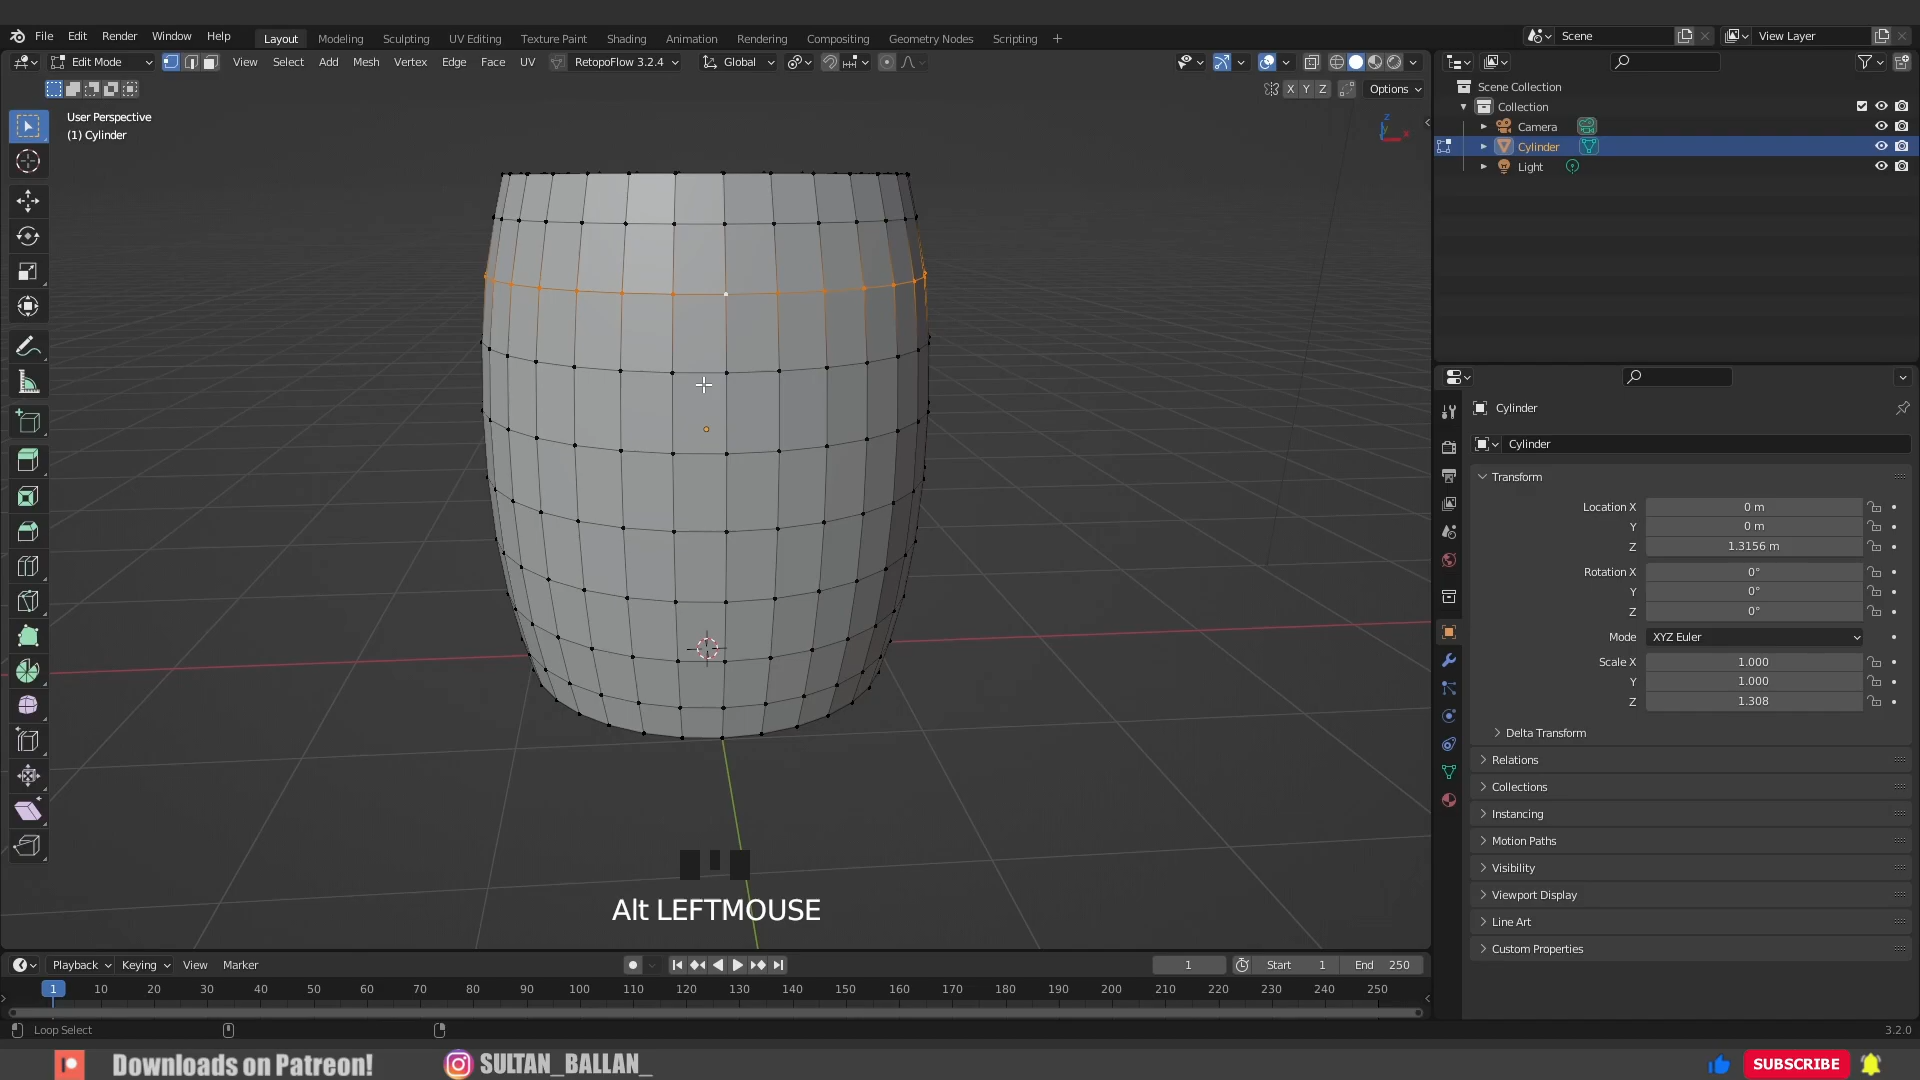 File Edit Render Window Help
Layout Modeling Sculpting UV Editing Texture Paint Shading Animation Rendering Compositing Geometry Nodes Scripting +
Scene
View Layer
Edit Mode
View Select Add Mesh Vertex Edge Face UV
RetopoFlow 3.2.4
Global
X Y Z
Options
User Perspective
(1) Cylinder
Z
Y
X
Scene Collection
Collection
Camera
Cylinder
Light
Cylinder
Cylinder
Transform
Location X 0 m
Y 0 m
Z 1.3156 m
Rotation X 0°
Y 0°
Z 0°
Mode XYZ Euler
Scale X 1.000
Y 1.000
Z 1.308
Delta Transform
Relations
Collections
Instancing
Motion Paths
Visibility
Viewport Display
Line Art
Custom Properties
Alt LEFTMOUSE
Playback Keying View Marker
1
Start 1
End 250
1 10 20 30 40 50 60 70 80 90 100 110 120 130 140 150 160 170 180 190 200 210 220 230 240 250
Loop Select
3.2.0
Downloads on Patreon!
SULTAN_BALLAN_
SUBSCRIBE